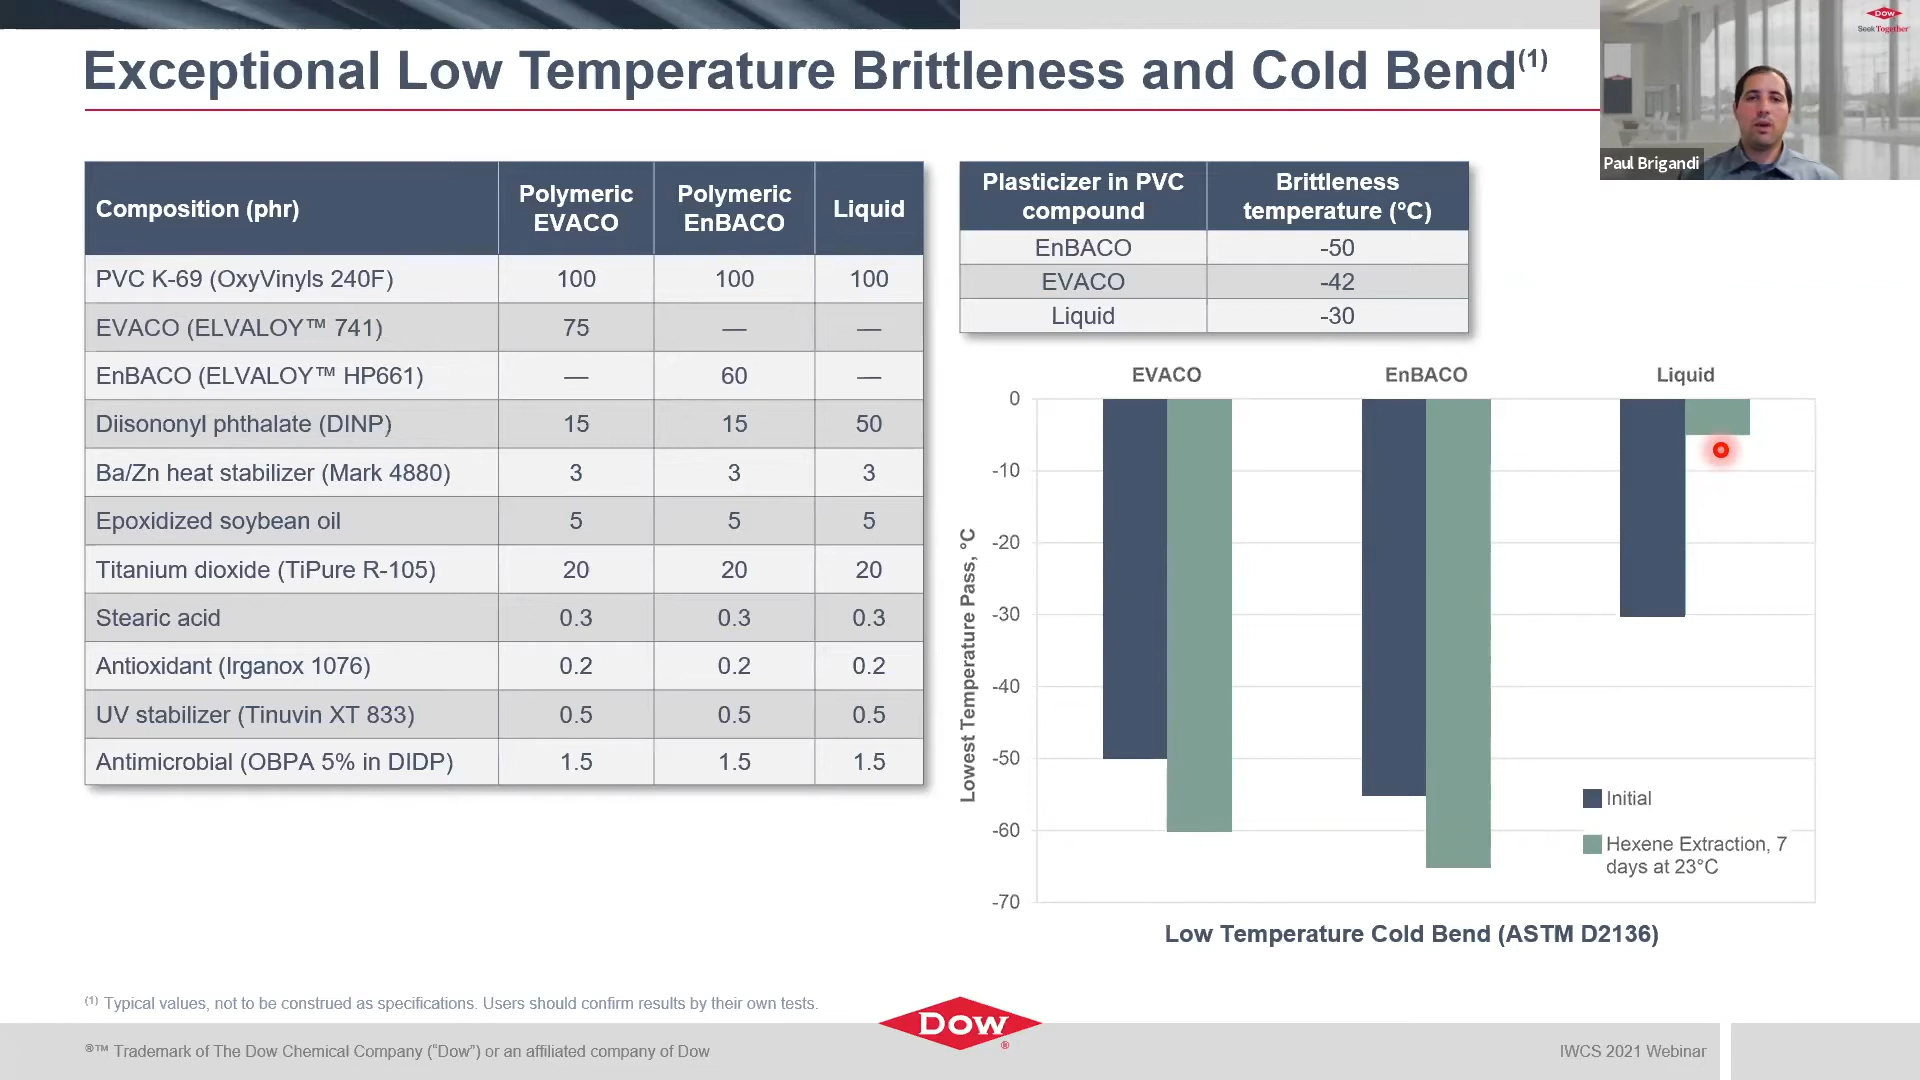 Exceptional Low Temperature Brittleness and Cold Bend(1)
DOW
Seek Together
Paul Brigandi
Composition (phr) Polymeric EVACO Polymeric EnBACO Liquid
PVC K-69 (OxyVinyls 240F) 100 100 100
EVACO (ELVALOY™ 741) 75 — —
EnBACO (ELVALOY™ HP661) — 60 —
Diisononyl phthalate (DINP) 15 15 50
Ba/Zn heat stabilizer (Mark 4880) 3 3 3
Epoxidized soybean oil 5 5 5
Titanium dioxide (TiPure R-105) 20 20 20
Stearic acid 0.3 0.3 0.3
Antioxidant (Irganox 1076) 0.2 0.2 0.2
UV stabilizer (Tinuvin XT 833) 0.5 0.5 0.5
Antimicrobial (OBPA 5% in DIDP) 1.5 1.5 1.5
Plasticizer in PVC compound Brittleness temperature (°C)
EnBACO -50
EVACO -42
Liquid -30
EVACO EnBACO Liquid
0
-10
-20
-30
-40
-50
-60
-70
Lowest Temperature Pass, °C
Initial
Hexene Extraction, 7
days at 23°C
Low Temperature Cold Bend (ASTM D2136)
(1) Typical values, not to be construed as specifications. Users should confirm results by their own tests.
DOW®
®™ Trademark of The Dow Chemical Company (“Dow”) or an affiliated company of Dow
IWCS 2021 Webinar